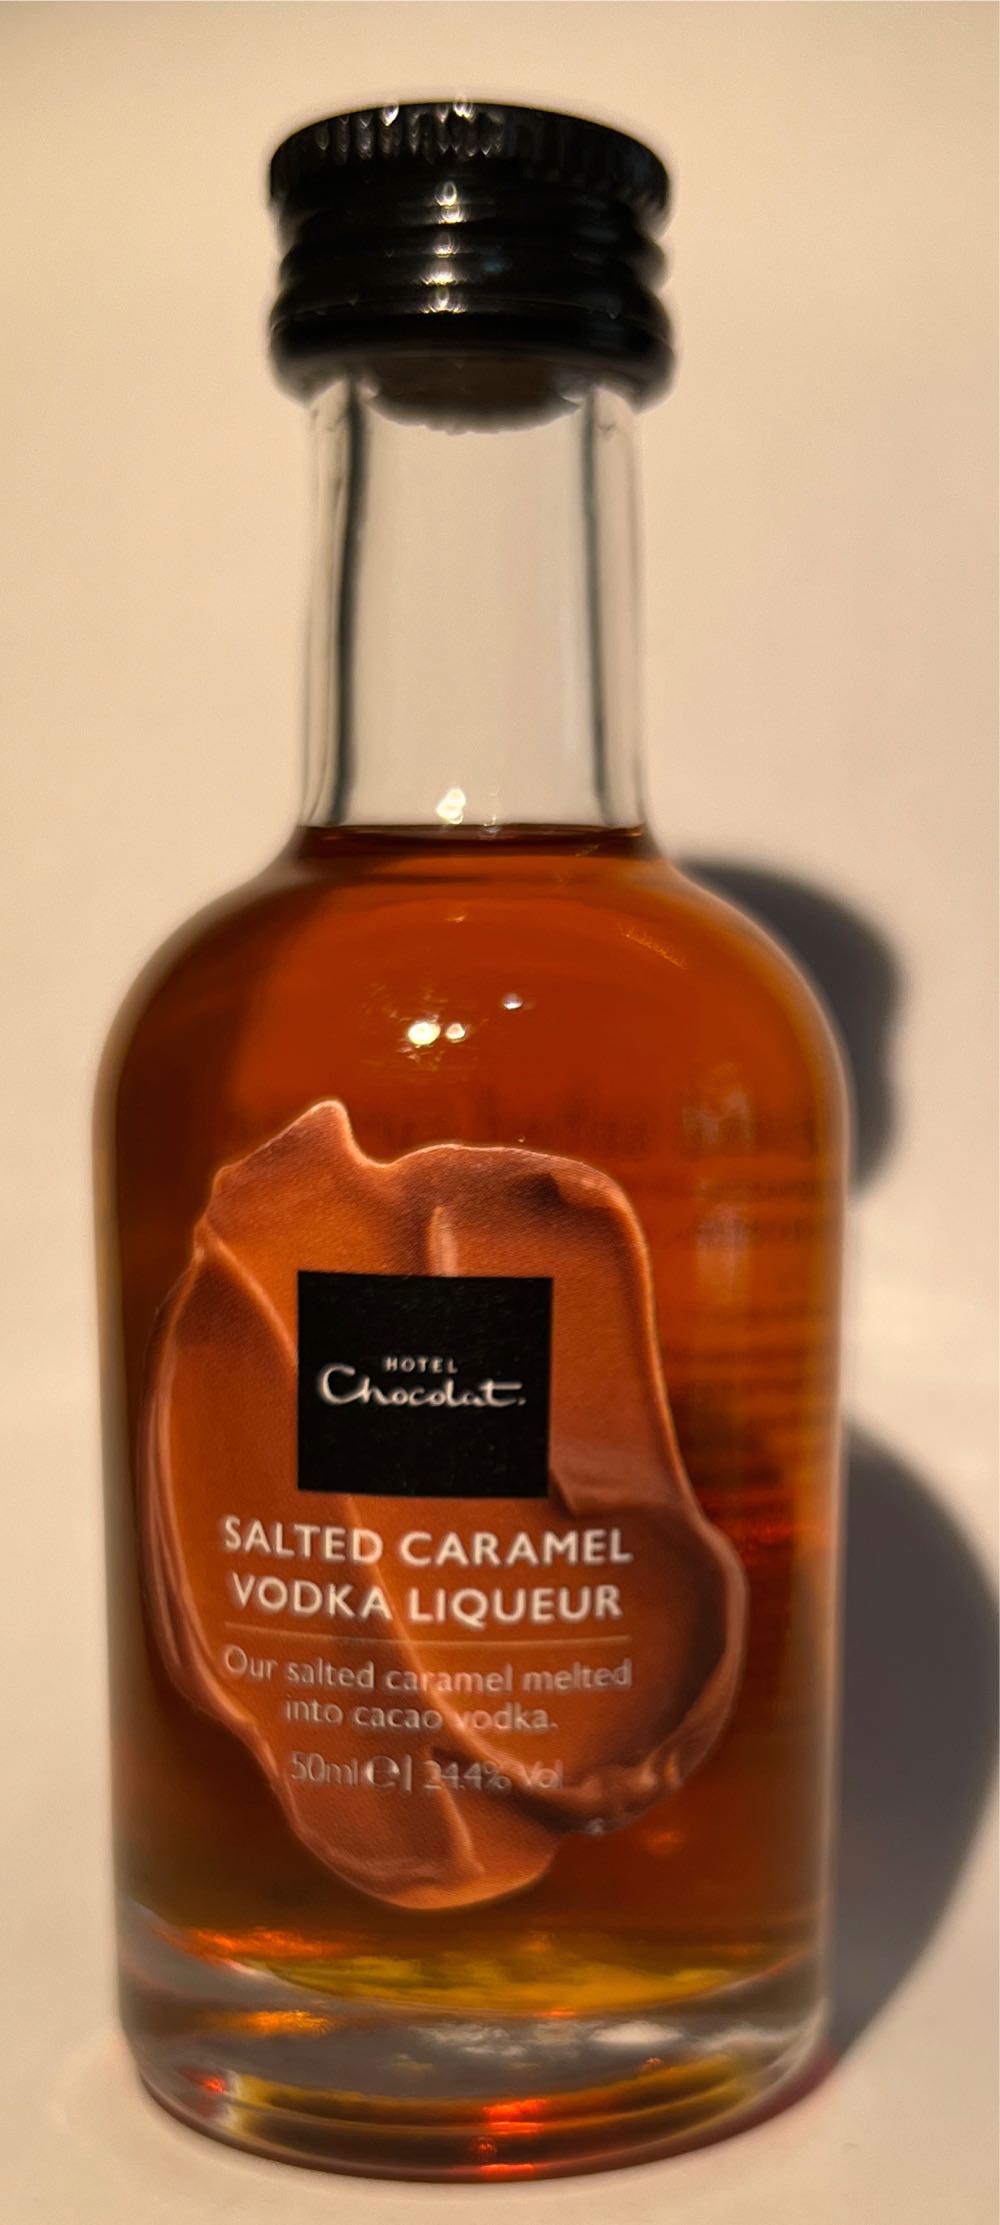 HOTEL
Chocolat.
SALTED CARAMEL
VODKA LIQUEUR
Our salted caramel melted
into cacao vodka.
50ml ℮ | 24.4% Vol